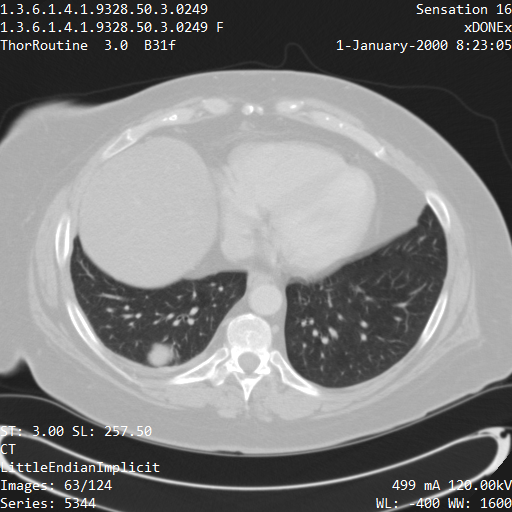 1.3.6.1.4.1.9328.50.3.0249
Sensation 16
1.3.6.1.4.1.9328.50.3.0249 F
xDONEx
ThorRoutine 3.0 B31f
1-January-2000 8:23:05
ST: 3.00 SL: 257.50
CT
LittleEndianImplicit
Images: 63/124
499 mA 120.00kV
Series: 5344
WL: -400 WW: 1600